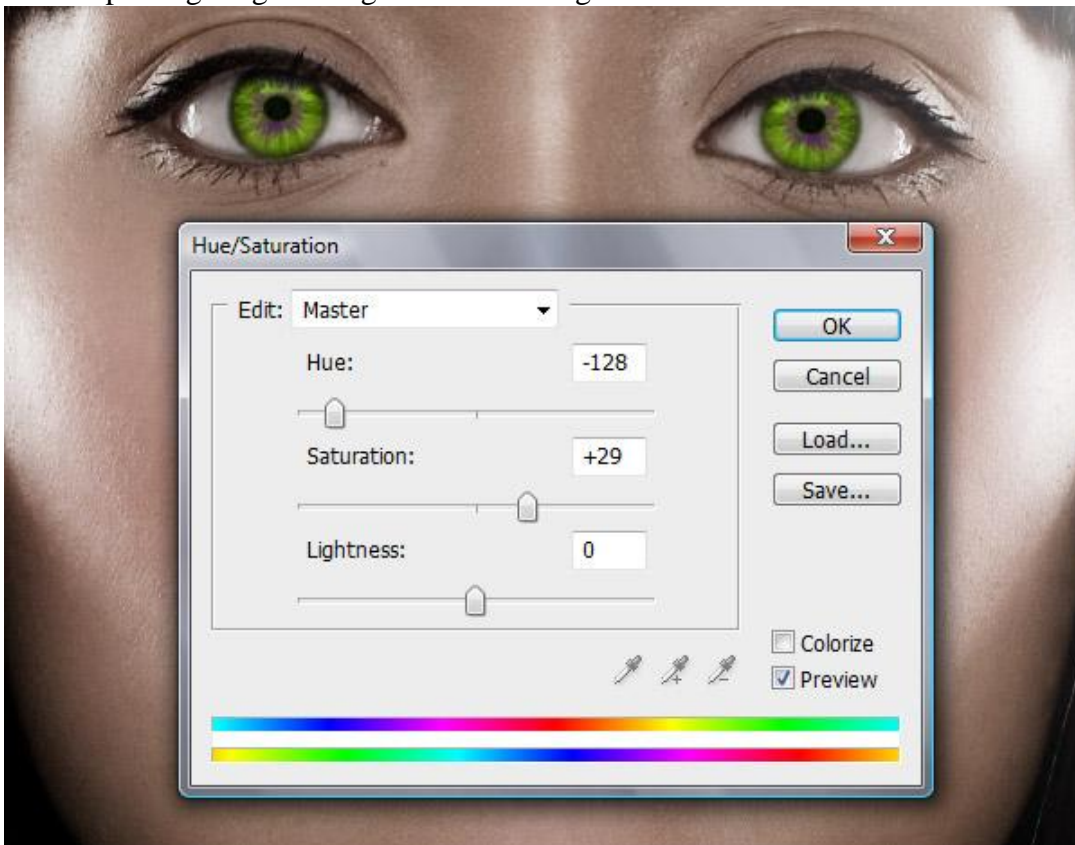 Hue/Saturation
Edit: Master
OK
Hue: -128
Cancel
Load...
Saturation: +29
Save...
Lightness: 0
Colorize
Preview